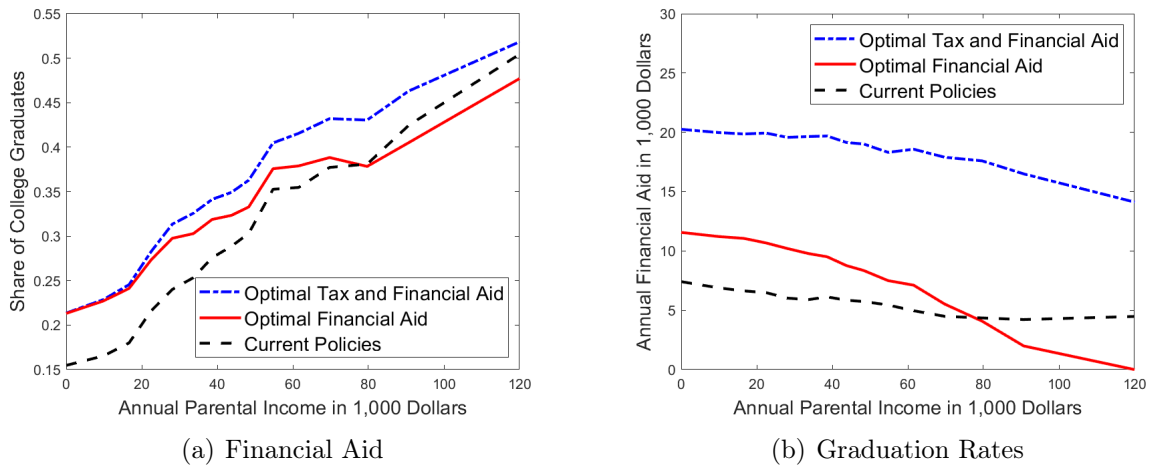 Share of College Graduates
0.55
0.5
0.45
0.4
0.35
0.3
0.25
0.2
0.15
Optimal Tax and Financial Aid
Optimal Financial Aid
Current Policies
0 20 40 60 80 100 120
Annual Parental Income in 1,000 Dollars
(a) Financial Aid
Annual Financial Aid in 1,000 Dollars
30
25
20
15
10
5
0
Optimal Tax and Financial Aid
Optimal Financial Aid
Current Policies
0 20 40 60 80 100 120
Annual Parental Income in 1,000 Dollars
(b) Graduation Rates